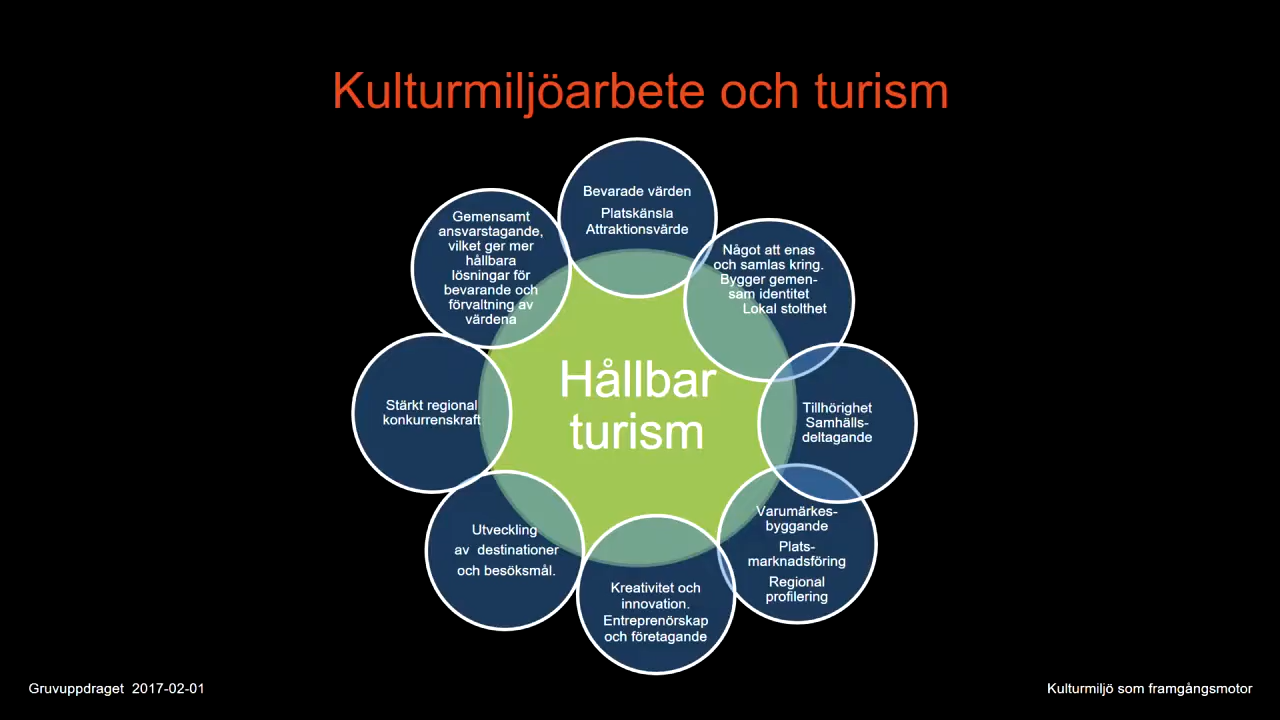 Kulturmiljöarbete och turism
Bevarade värden
Platskänsla
Attraktionsvärde
Något att enas
och samlas kring.
Bygger gemen-
sam identitet
Lokal stolthet
Tillhörighet
Samhälls-
deltagande
Varumärkes-
byggande
Plats-
marknadsföring
Regional
profilering
Kreativitet och
innovation.
Entreprenörskap
och företagande
Utveckling
av  destinationer
och besöksmål.
Stärkt regional
konkurrenskraft
Gemensamt
ansvarstagande,
vilket ger mer
hållbara
lösningar för
bevarande och
förvaltning av
värdena
Hållbar
turism
Gruvuppdraget  2017-02-01
Kulturmiljö som framgångsmotor